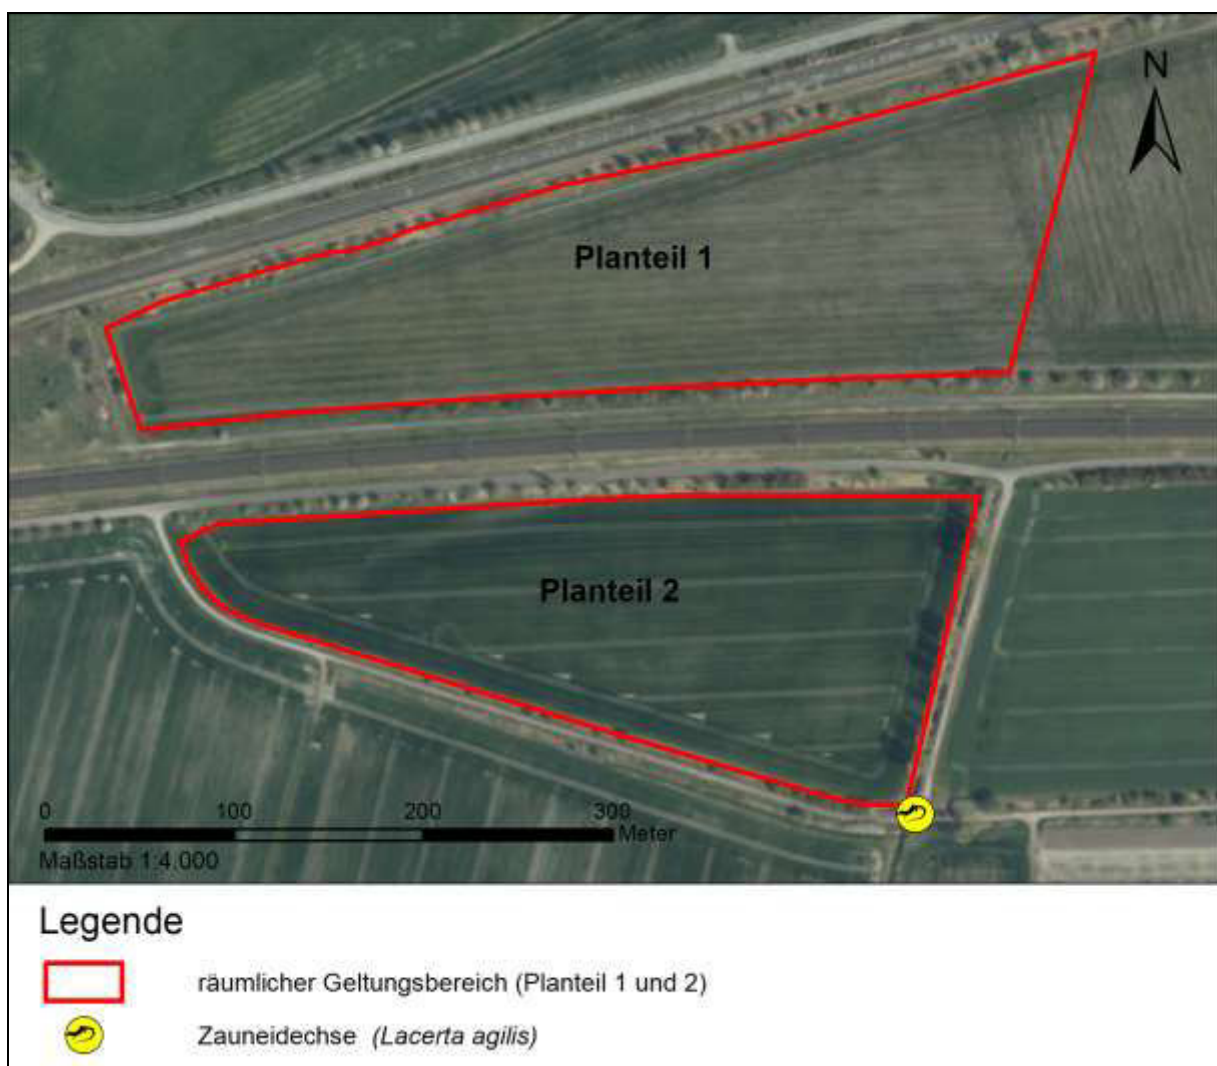 N
Planteil 1
Planteil 2
0 100 200 300
Meter
Maßstab 1:4.000
Legende
räumlicher Geltungsbereich (Planteil 1 und 2)
Zauneidechse (Lacerta agilis)